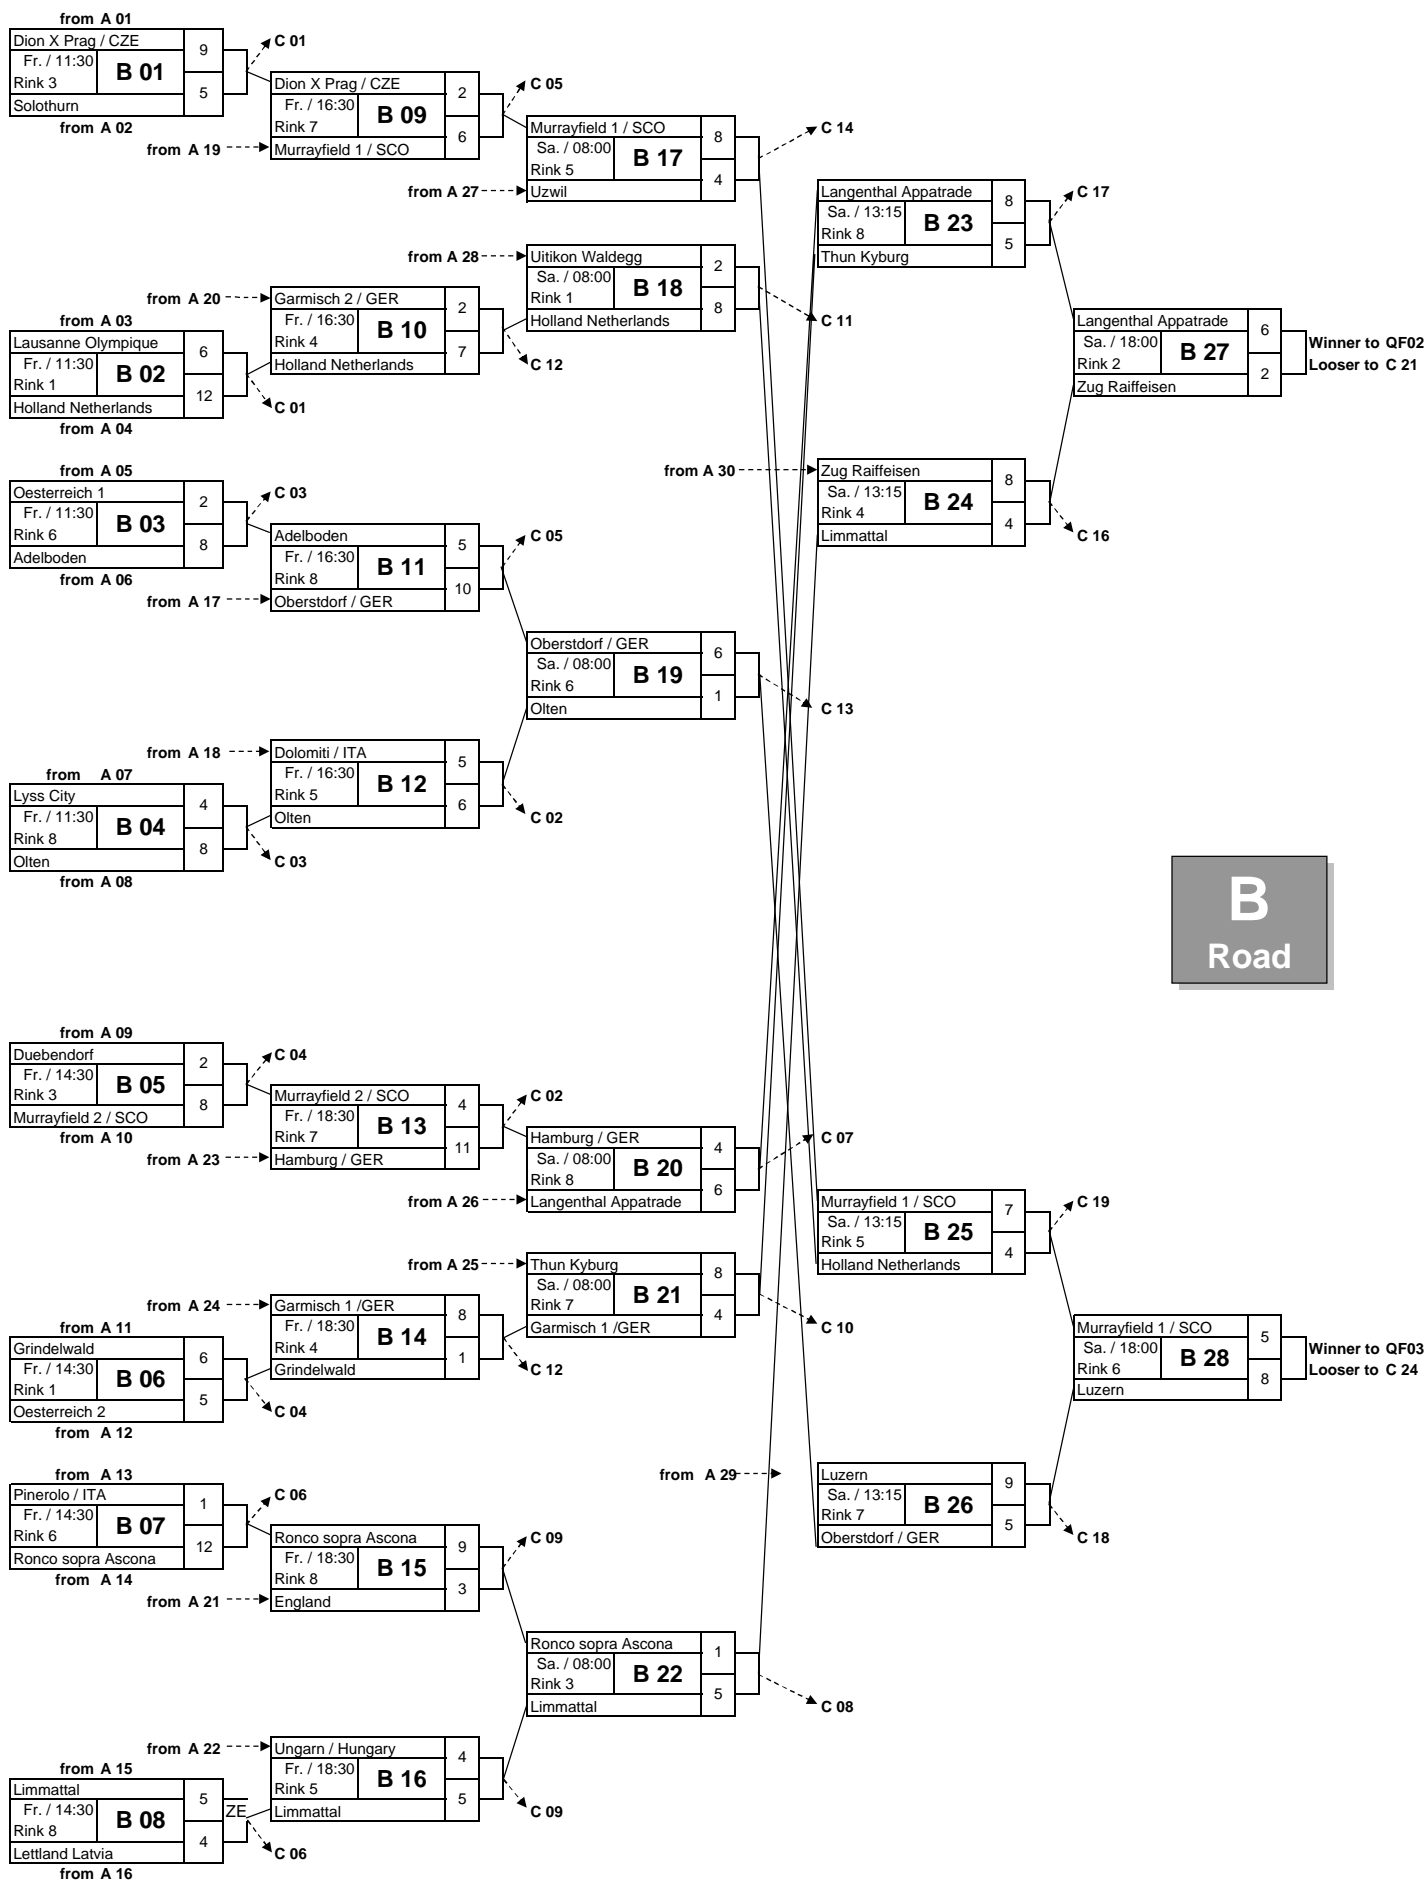 from A 01
Dion X Prag / CZE
9
Fr. / 11:30
Rink 3
B 01
5
Solothurn
from A 02
C 01
Dion X Prag / CZE
2
Fr. / 16:30
Rink 7
B 09
6
from A 19
Murrayfield 1 / SCO
C 05
Murrayfield 1 / SCO
8
Sa. / 08:00
Rink 5
B 17
4
from A 27
Uzwil
C 14
Langenthal Appatrade
8
Sa. / 13:15
Rink 8
B 23
5
Thun Kyburg
C 17
from A 28
Uitikon Waldegg
2
Sa. / 08:00
Rink 1
B 18
8
Holland Netherlands
C 11
from A 20
Garmisch 2 / GER
2
Fr. / 16:30
Rink 4
B 10
7
Holland Netherlands
C 12
from A 03
Lausanne Olympique
6
Fr. / 11:30
Rink 1
B 02
12
Holland Netherlands
from A 04
C 01
Langenthal Appatrade
6
Sa. / 18:00
Rink 2
B 27
2
Zug Raiffeisen
Winner to QF02
Looser to C 21
from A 05
Oesterreich 1
2
Fr. / 11:30
Rink 6
B 03
8
Adelboden
from A 06
C 03
from A 30
Zug Raiffeisen
8
Sa. / 13:15
Rink 4
B 24
4
Limmattal
C 16
Adelboden
5
Fr. / 16:30
Rink 8
B 11
10
from A 17
Oberstdorf / GER
C 05
Oberstdorf / GER
6
Sa. / 08:00
Rink 6
B 19
1
Olten
C 13
from A 18
Dolomiti / ITA
5
Fr. / 16:30
Rink 5
B 12
6
Olten
C 02
from A 07
Lyss City
4
Fr. / 11:30
Rink 8
B 04
8
Olten
from A 08
C 03
B
Road
from A 09
Duebendorf
2
Fr. / 14:30
Rink 3
B 05
8
Murrayfield 2 / SCO
from A 10
C 04
Murrayfield 2 / SCO
4
Fr. / 18:30
Rink 7
B 13
11
from A 23
Hamburg / GER
C 02
Hamburg / GER
4
Sa. / 08:00
Rink 8
B 20
6
from A 26
Langenthal Appatrade
C 07
Murrayfield 1 / SCO
7
Sa. / 13:15
Rink 5
B 25
4
Holland Netherlands
C 19
from A 25
Thun Kyburg
8
Sa. / 08:00
Rink 7
B 21
4
Garmisch 1 /GER
C 10
from A 24
Garmisch 1 /GER
8
Fr. / 18:30
Rink 4
B 14
1
Grindelwald
C 12
from A 11
Grindelwald
6
Fr. / 14:30
Rink 1
B 06
5
Oesterreich 2
from A 12
C 04
Murrayfield 1 / SCO
5
Sa. / 18:00
Rink 6
B 28
8
Luzern
Winner to QF03
Looser to C 24
from A 13
Pinerolo / ITA
1
Fr. / 14:30
Rink 6
B 07
12
Ronco sopra Ascona
from A 14
C 06
from A 29
Luzern
9
Sa. / 13:15
Rink 7
B 26
5
Oberstdorf / GER
C 18
Ronco sopra Ascona
9
Fr. / 18:30
Rink 8
B 15
3
from A 21
England
C 09
Ronco sopra Ascona
1
Sa. / 08:00
Rink 3
B 22
5
Limmattal
C 08
from A 22
Ungarn / Hungary
4
Fr. / 18:30
Rink 5
B 16
5
Limmattal
C 09
from A 15
Limmattal
5
Fr. / 14:30
Rink 8
B 08
ZE
4
Lettland Latvia
from A 16
C 06